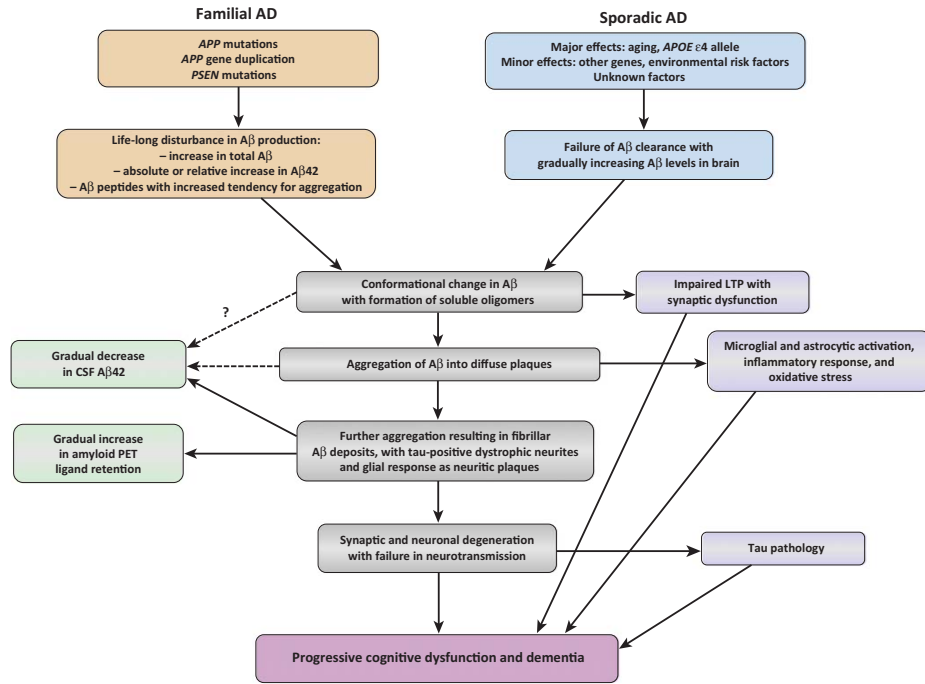 Familial AD
Sporadic AD
APP mutations
APP gene duplication
PSEN mutations
Major effects: aging, APOE ε4 allele
Minor effects: other genes, environmental risk factors
Unknown factors
Life-long disturbance in Aβ production:
– increase in total Aβ
– absolute or relative increase in Aβ42
– Aβ peptides with increased tendency for aggregation
Failure of Aβ clearance with
gradually increasing Aβ levels in brain
Conformational change in Aβ
with formation of soluble oligomers
Impaired LTP with
synaptic dysfunction
?
Gradual decrease
in CSF Aβ42
Aggregation of Aβ into diffuse plaques
Microglial and astrocytic activation,
inflammatory response, and
oxidative stress
Gradual increase
in amyloid PET
ligand retention
Further aggregation resulting in fibrillar
Aβ deposits, with tau-positive dystrophic neurites
and glial response as neuritic plaques
Synaptic and neuronal degeneration
with failure in neurotransmission
Tau pathology
Progressive cognitive dysfunction and dementia